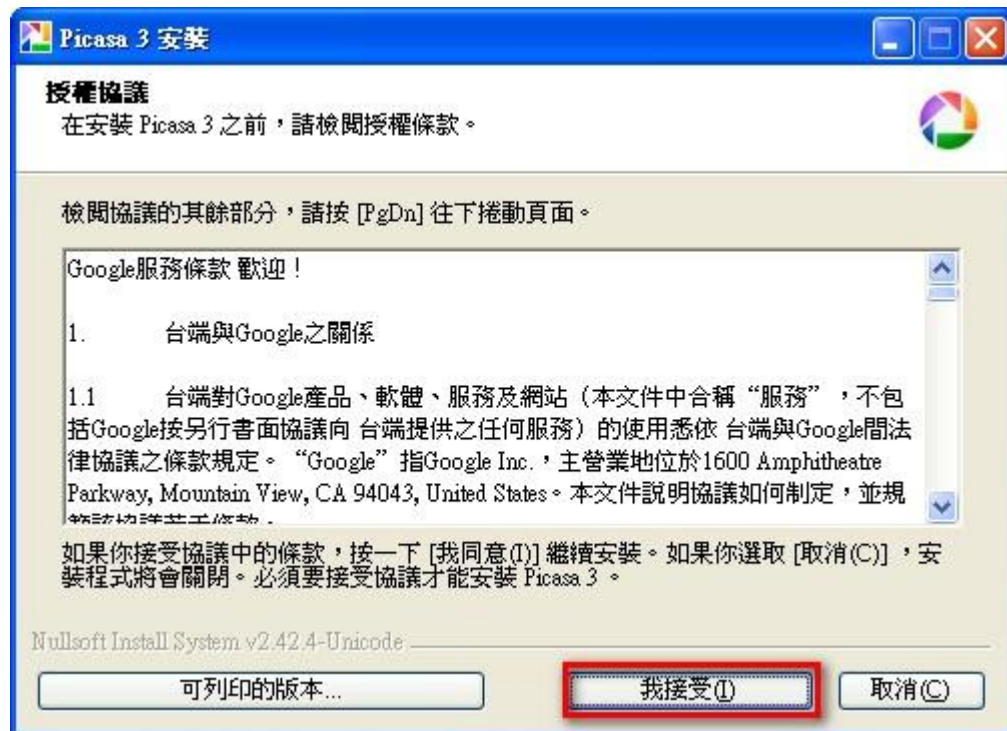 Picasa 3 安裝
授權協議
在安裝 Picasa 3 之前，請檢閱授權條款。
檢閱協議的其餘部分，請按 [PgDn] 往下捲動頁面。
Google服務條款 歡迎！
1. 台端與Google之關係
1.1 台端對Google產品、軟體、服務及網站（本文件中合稱“服務”，不包
括Google按另行書面協議向 台端提供之任何服務）的使用悉依 台端與Google間法
律協議之條款規定。“Google”指Google Inc.，主營業地位於1600 Amphitheatre
Parkway, Mountain View, CA 94043, United States。本文件說明協議如何制定，並規
如果你接受協議中的條款，按一下 [我同意(I)] 繼續安裝。如果你選取 [取消(C)]，安
裝程式將會關閉。必須要接受協議才能安裝 Picasa 3。
Nullsoft Install System v2.42.4-Unicode
可列印的版本... 我接受(I) 取消(C)